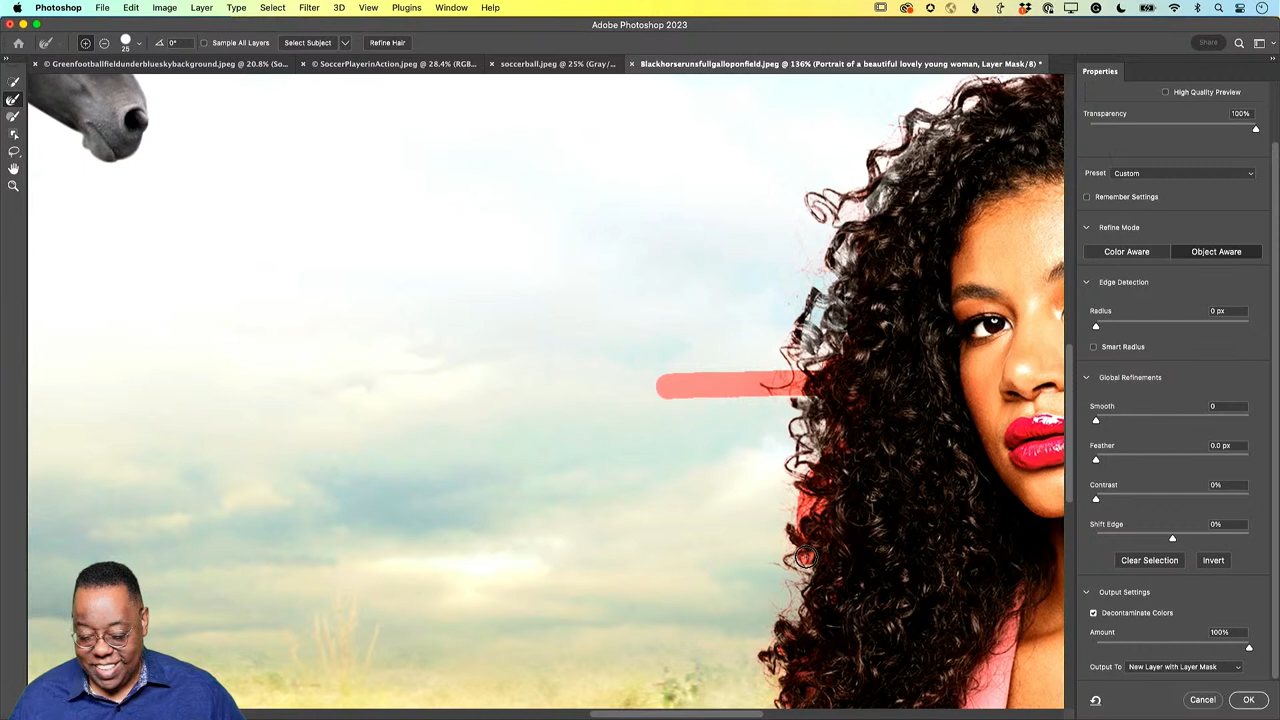 Photoshop File Edit Image Layer Type Select Filter 3D View Plugins Window Help
Adobe Photoshop 2023
25 0° Sample All Layers Select Subject Refine Hair Share
© Greenfootballfieldunderblueskybackground.jpeg @ 20.8% (So... © SoccerPlayerinAction.jpeg @ 28.4% (RGB... soccerball.jpeg @ 25% (Gray/... Blackhorserunsfullgalloponfield.jpeg @ 136% (Portrait of a beautiful lovely young woman, Layer Mask/8) *
Properties
High Quality Preview
Transparency 100%
Preset Custom
Remember Settings
Refine Mode
Color Aware Object Aware
Edge Detection
Radius 0 px
Smart Radius
Global Refinements
Smooth 0
Feather 0.0 px
Contrast 0%
Shift Edge 0%
Clear Selection Invert
Output Settings
Decontaminate Colors
Amount 100%
Output To New Layer with Layer Mask
Cancel OK